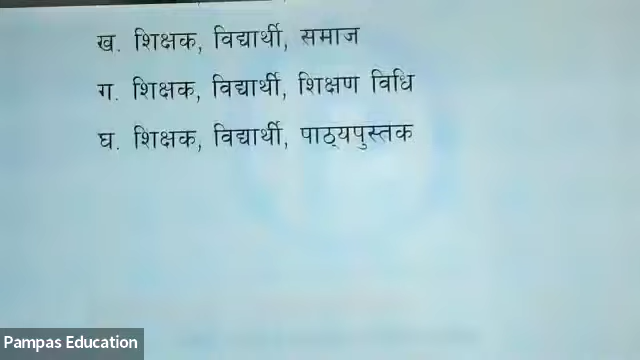 ख. शिक्षक, विद्यार्थी, समाज
ग. शिक्षक, विद्यार्थी, शिक्षण विधि
घ. शिक्षक, विद्यार्थी, पाठ्यपुस्तक
Pampas Education